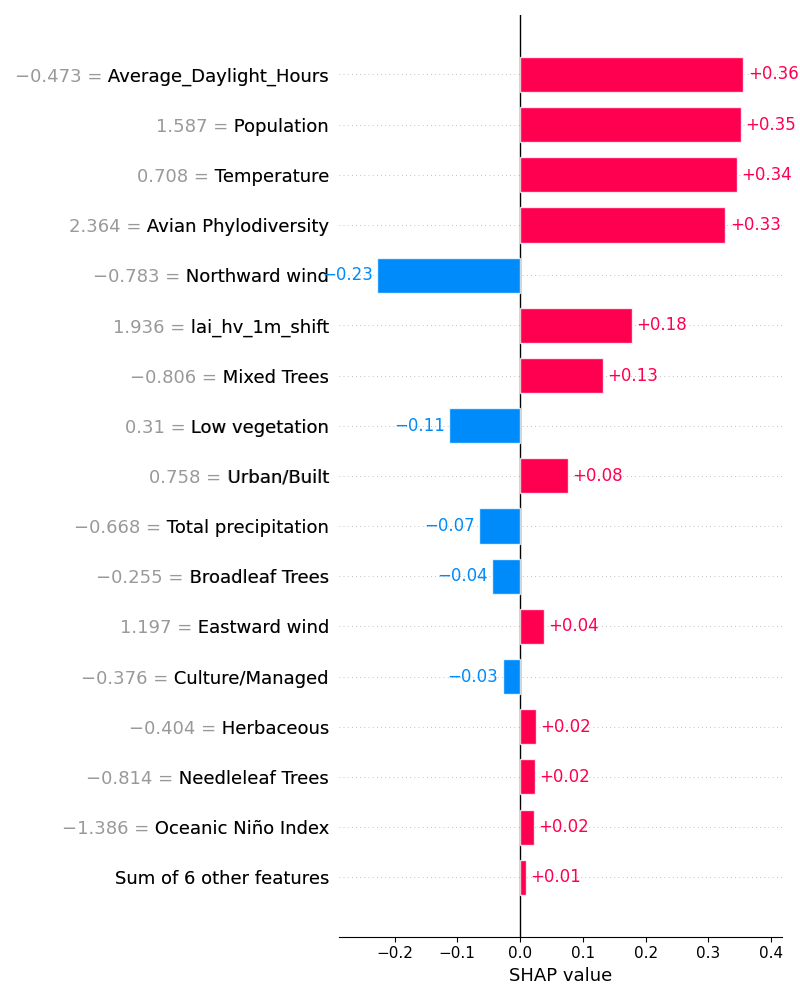 −0.473 = Average_Daylight_Hours +0.36
1.587 = Population +0.35
0.708 = Temperature +0.34
2.364 = Avian Phylodiversity +0.33
−0.783 = Northward wind −0.23
1.936 = lai_hv_1m_shift +0.18
−0.806 = Mixed Trees +0.13
0.31 = Low vegetation −0.11
0.758 = Urban/Built +0.08
−0.668 = Total precipitation −0.07
−0.255 = Broadleaf Trees −0.04
1.197 = Eastward wind +0.04
−0.376 = Culture/Managed −0.03
−0.404 = Herbaceous +0.02
−0.814 = Needleleaf Trees +0.02
−1.386 = Oceanic Niño Index +0.02
Sum of 6 other features +0.01
−0.2 −0.1 0.0 0.1 0.2 0.3 0.4
SHAP value